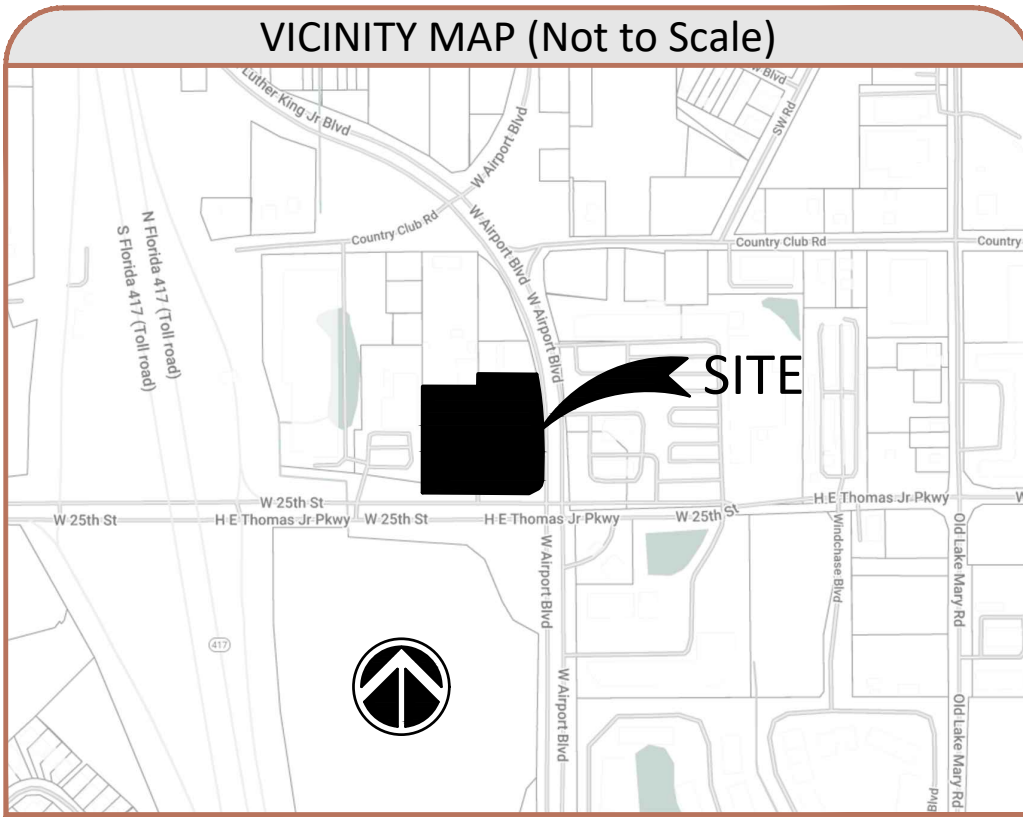 VICINITY MAP (Not to Scale)
W Blvd
Luther King Jr Blvd
W Airport Blvd
SW Rd
Country Club Rd
W Airport Blvd
Country Club Rd
Country
N Florida 417 (Toll road)
S Florida 417 (Toll road)
W Airport Blvd
SITE
W 25th St
H E Thomas Jr Pkwy
W
W 25th St
H E Thomas Jr Pkwy
W 25th St
H E Thomas Jr Pkwy
W 25th St
W Airport Blvd
Windchase Blvd
Old Lake Mary Rd
417
W Airport Blvd
Old Lake Mary Rd
Blvd